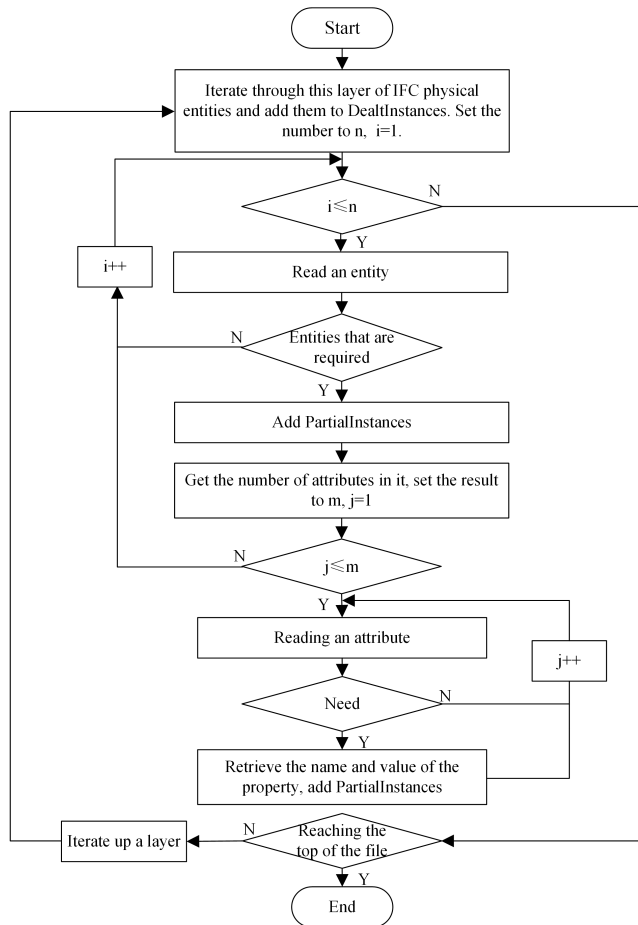 Start
Iterate through this layer of IFC physical
entities and add them to DealtInstances. Set the
number to n,  i=1.
N
i≤n
Y
i++
Read an entity
N
Entities that are
required
Y
Add PartialInstances
Get the number of attributes in it, set the result
to m, j=1
N
j≤m
Y
Reading an attribute
j++
Need
N
Y
Retrieve the name and value of the
property, add PartialInstances
Iterate up a layer
N
Reaching the
top of the file
Y
End